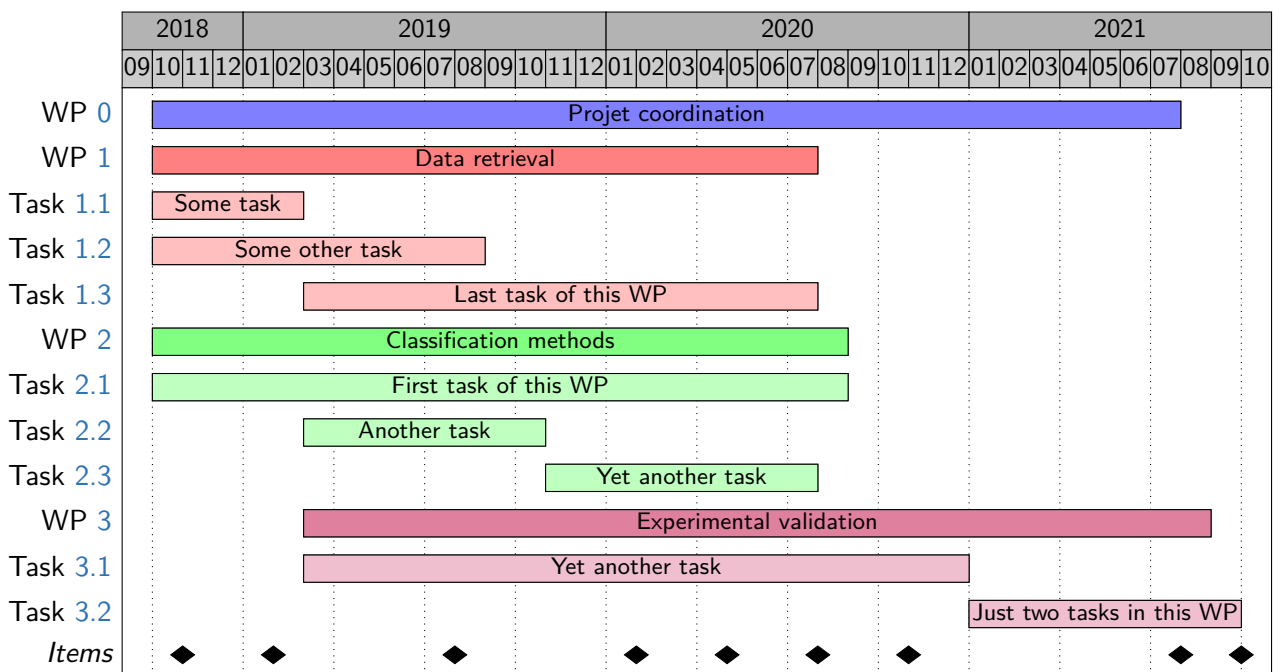 2018 2019 2020 2021
09 10 11 12 01 02 03 04 05 06 07 08 09 10 11 12 01 02 03 04 05 06 07 08 09 10 11 12 01 02 03 04 05 06 07 08 09 10
WP 0 Projet coordination
WP 1 Data retrieval
Task 1.1 Some task
Task 1.2 Some other task
Task 1.3 Last task of this WP
WP 2 Classification methods
Task 2.1 First task of this WP
Task 2.2 Another task
Task 2.3 Yet another task
WP 3 Experimental validation
Task 3.1 Yet another task
Task 3.2 Just two tasks in this WP
Items